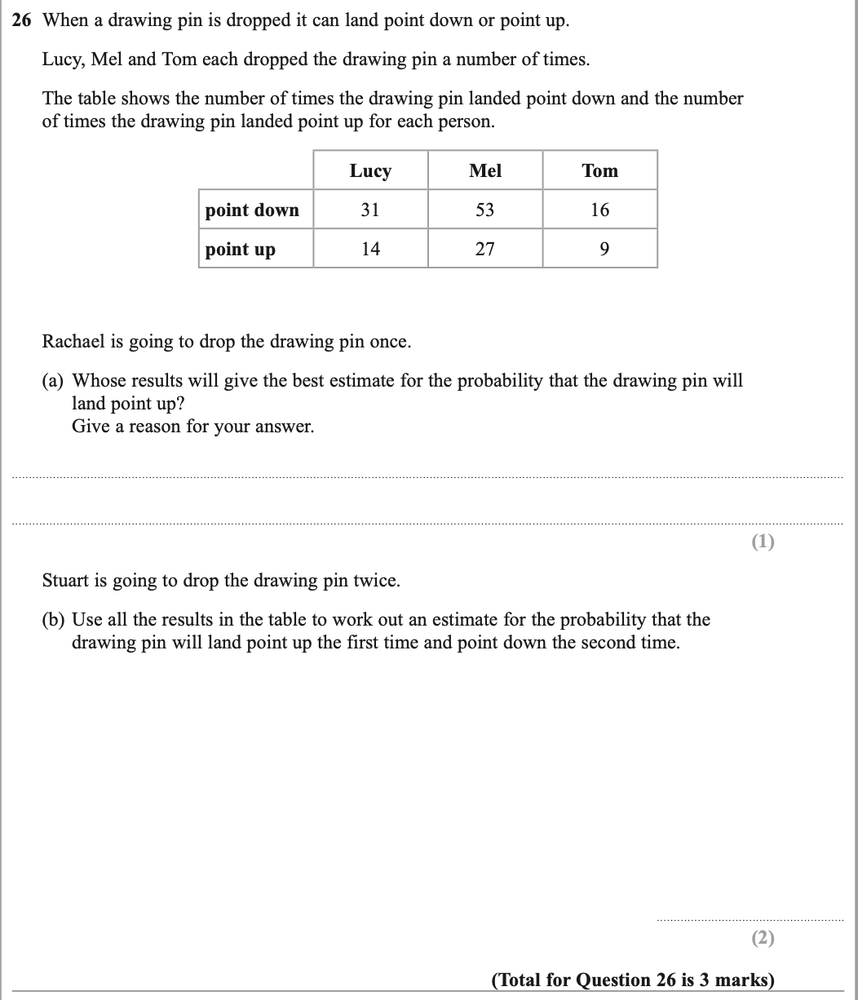 26 When a drawing pin is dropped it can land point down or point up.
Lucy, Mel and Tom each dropped the drawing pin a number of times.
The table shows the number of times the drawing pin landed point down and the number
of times the drawing pin landed point up for each person.
Lucy Mel Tom
point down 31 53 16
point up 14 27 9
Rachael is going to drop the drawing pin once.
(a) Whose results will give the best estimate for the probability that the drawing pin will
land point up?
Give a reason for your answer.
(1)
Stuart is going to drop the drawing pin twice.
(b) Use all the results in the table to work out an estimate for the probability that the
drawing pin will land point up the first time and point down the second time.
(2)
(Total for Question 26 is 3 marks)